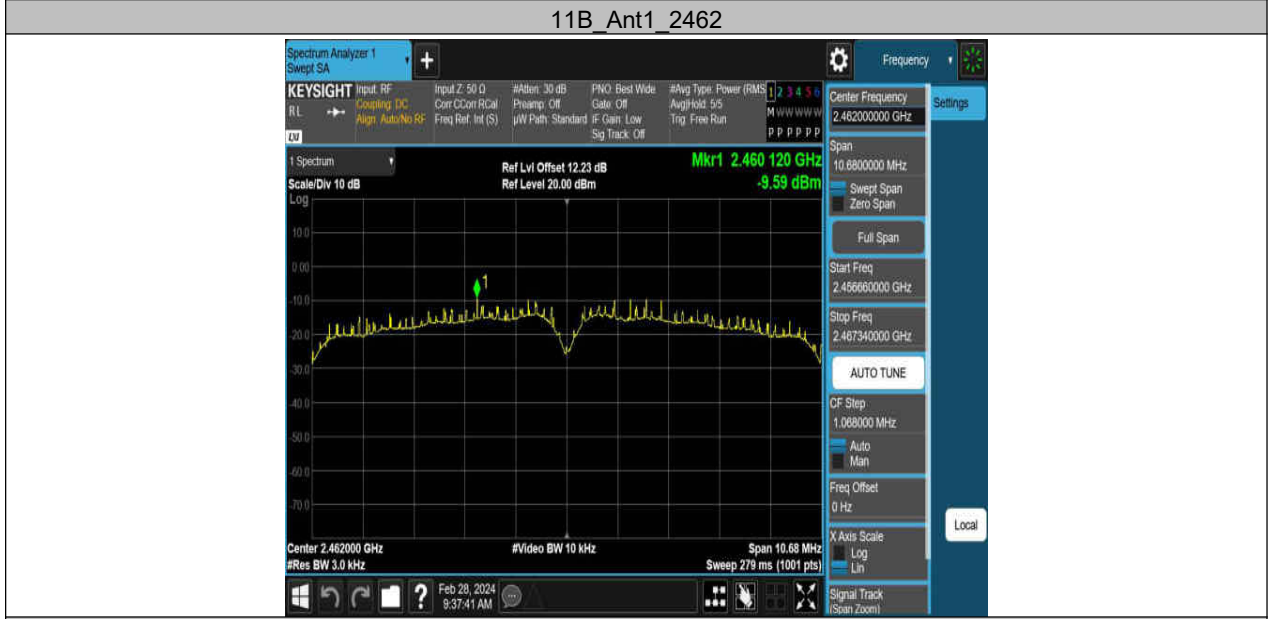 11B_Ant1_2462
Spectrum Analyzer 1
Swept SA
+
Frequency
KEYSIGHT
RL
LXI
Input: RF
Coupling: DC
Align: Auto/No RF
Input Z: 50 Ω
Corr CCorr RCal
Freq Ref: Int (S)
#Atten: 30 dB
Preamp: Off
µW Path: Standard
PNO: Best Wide
Gate: Off
IF Gain: Low
Sig Track: Off
#Avg Type: Power (RMS
Avg|Hold: 5/5
Trig: Free Run
1 2 3 4 5 6
M W W W W W
P P P P P P
1 Spectrum
Scale/Div 10 dB
Log
Ref Lvl Offset 12.23 dB
Ref Level 20.00 dBm
Mkr1 2.460 120 GHz
-9.59 dBm
10.0
0.00
-10.0
-20.0
-30.0
-40.0
-50.0
-60.0
-70.0
1
Center 2.462000 GHz
#Res BW 3.0 kHz
#Video BW 10 kHz
Span 10.68 MHz
Sweep 279 ms (1001 pts)
Center Frequency
2.462000000 GHz
Settings
Span
10.6800000 MHz
Swept Span
Zero Span
Full Span
Start Freq
2.456660000 GHz
Stop Freq
2.467340000 GHz
AUTO TUNE
CF Step
1.068000 MHz
Auto
Man
Freq Offset
0 Hz
X Axis Scale
Log
Lin
Local
Signal Track
(Span Zoom)
?
Feb 28, 2024
9:37:41 AM